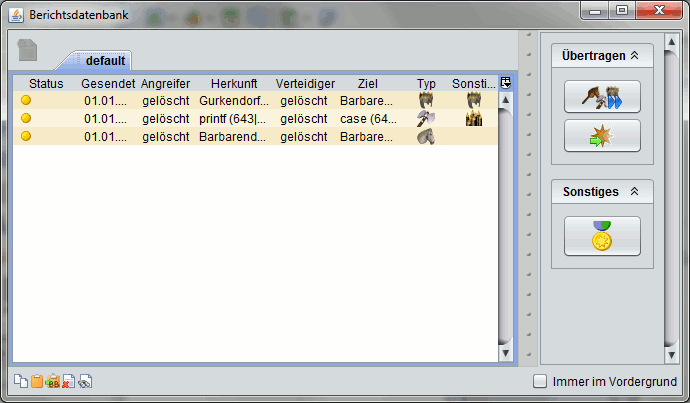 Berichtsdatenbank
default
Status Gesendet Angreifer Herkunft Verteidiger Ziel Typ Sonsti...
01.01.... gelöscht Gurkendorf... gelöscht Barbare...
01.01.... gelöscht printf (643|... gelöscht case (64...
01.01.... gelöscht Barbarend... gelöscht Barbare...
Übertragen
Sonstiges
BB
Immer im Vordergrund